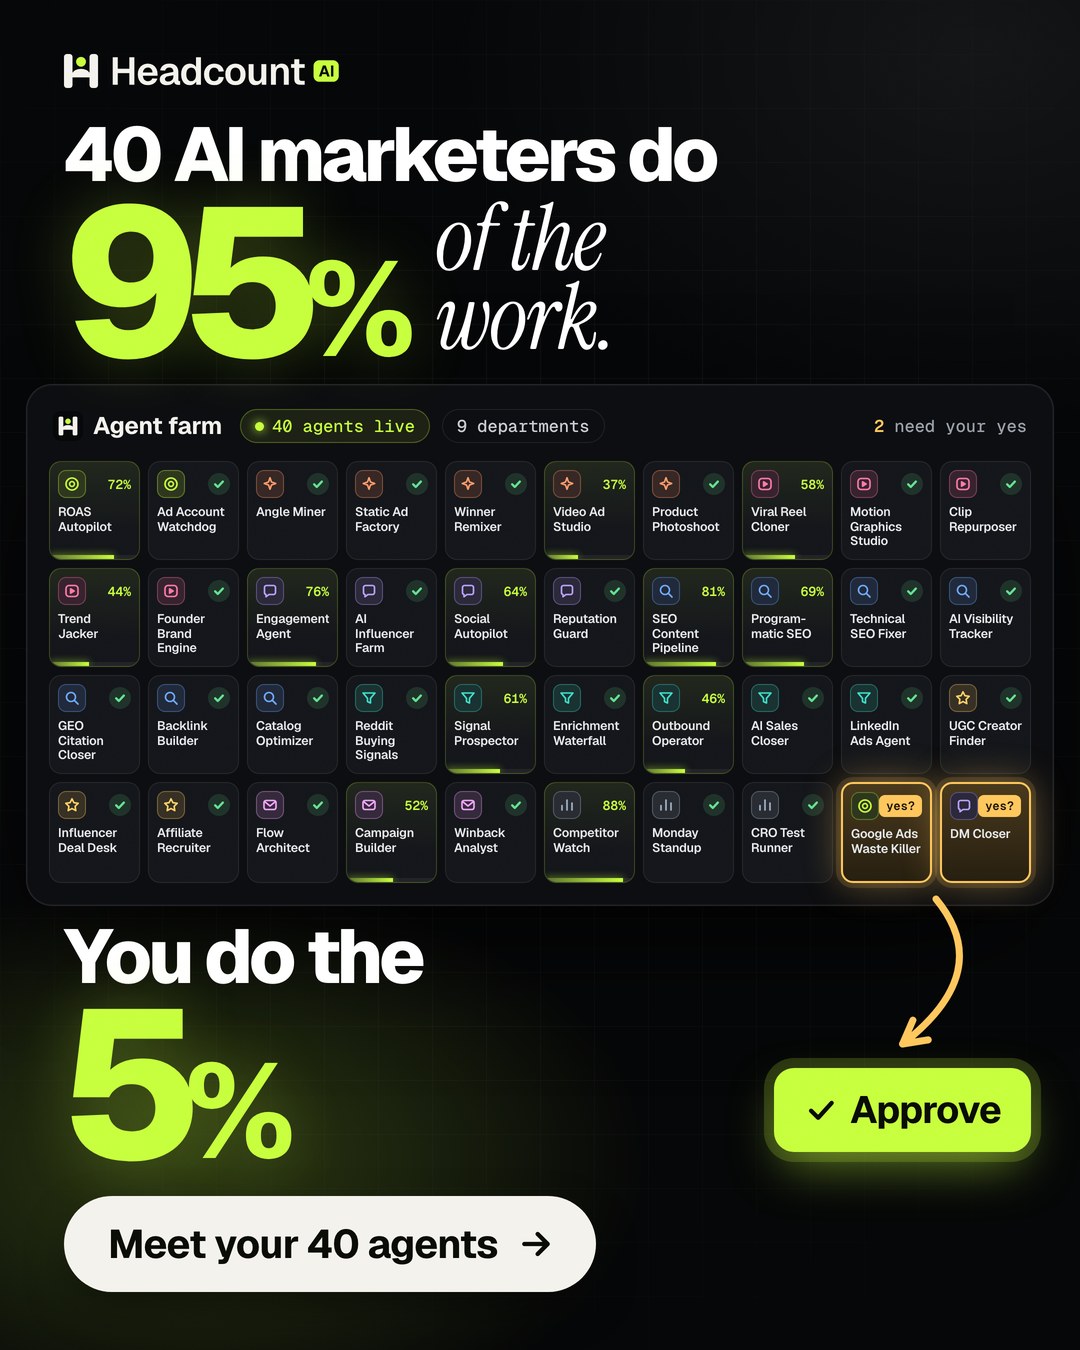 Headcount AI
40 AI marketers do
95% of the
work.
Agent farm
40 agents live
9 departments
2 need your yes
72%
ROAS
Autopilot
Ad Account
Watchdog
Angle Miner
Static Ad
Factory
Winner
Remixer
37%
Video Ad
Studio
Product
Photoshoot
58%
Viral Reel
Cloner
Motion
Graphics
Studio
Clip
Repurposer
44%
Trend
Jacker
Founder
Brand
Engine
76%
Engagement
Agent
AI
Influencer
Farm
64%
Social
Autopilot
Reputation
Guard
81%
SEO
Content
Pipeline
69%
Program-
matic SEO
Technical
SEO Fixer
AI Visibility
Tracker
GEO
Citation
Closer
Backlink
Builder
Catalog
Optimizer
Reddit
Buying
Signals
61%
Signal
Prospector
Enrichment
Waterfall
46%
Outbound
Operator
AI Sales
Closer
LinkedIn
Ads Agent
UGC Creator
Finder
Influencer
Deal Desk
Affiliate
Recruiter
Flow
Architect
52%
Campaign
Builder
Winback
Analyst
88%
Competitor
Watch
Monday
Standup
CRO Test
Runner
yes?
Google Ads
Waste Killer
yes?
DM Closer
You do the
5%
Approve
Meet your 40 agents